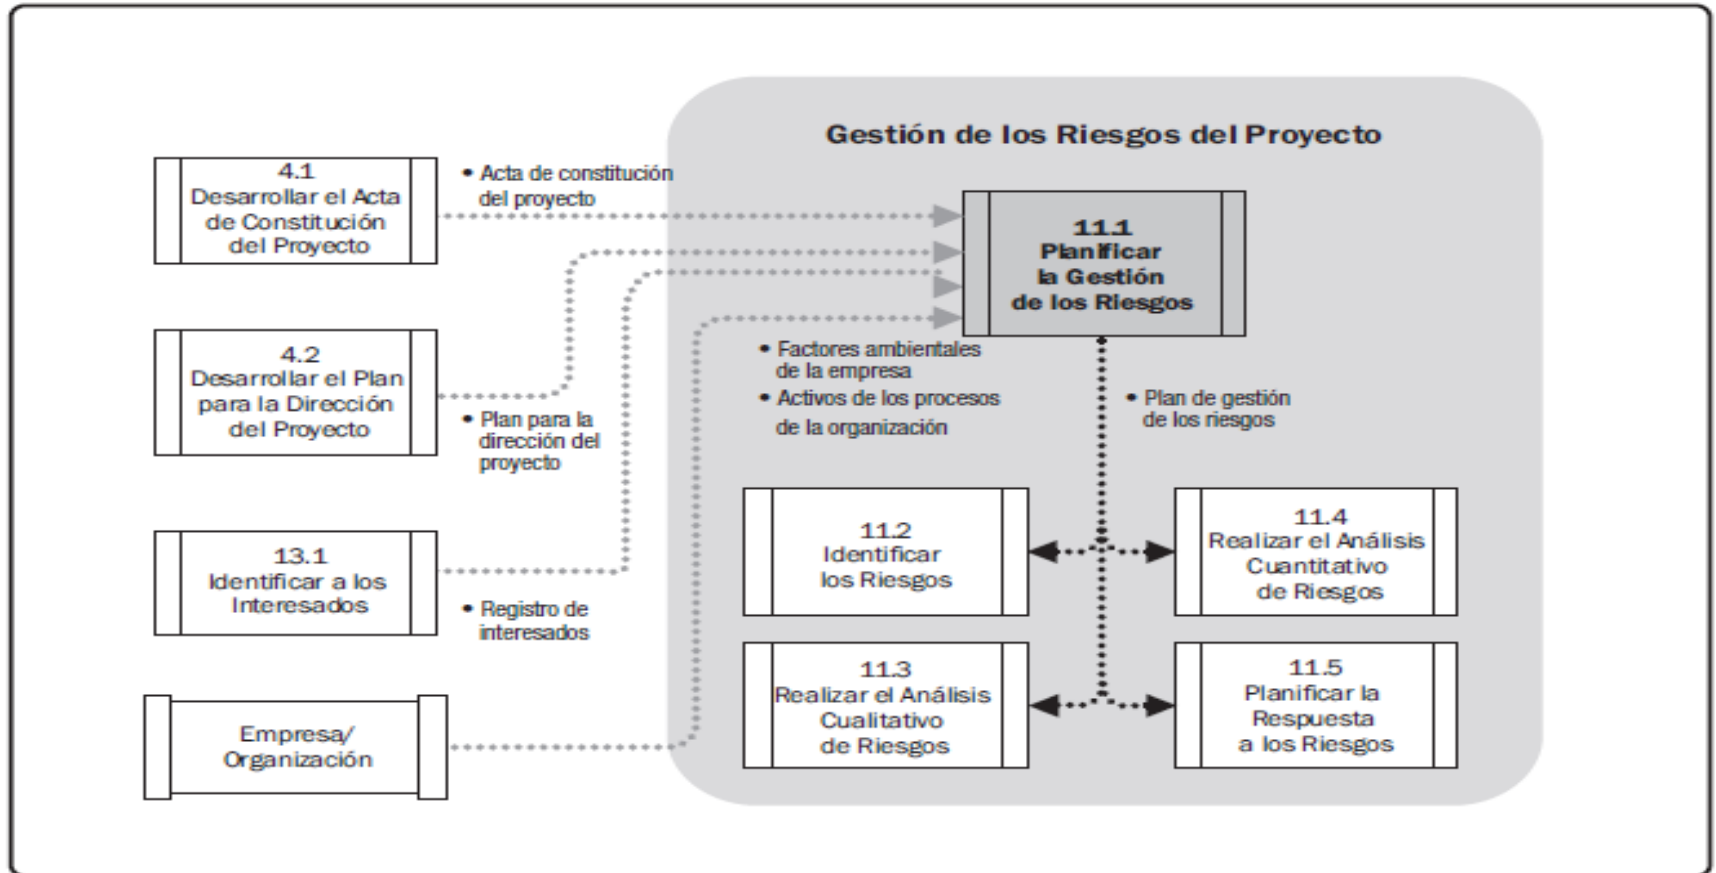 Gestión de los Riesgos del Proyecto
4.1
Desarrollar el Acta
de Constitución
del Proyecto
• Acta de constitución
del proyecto
11.1
Planificar
la Gestión
de los Riesgos
4.2
Desarrollar el Plan
para la Dirección
del Proyecto
• Plan para la
dirección del
proyecto
• Factores ambientales
de la empresa
• Activos de los procesos
de la organización
• Plan de gestión
de los riesgos
13.1
Identificar a los
Interesados
• Registro de
interesados
11.2
Identificar
los Riesgos
11.4
Realizar el Análisis
Cuantitativo
de Riesgos
11.3
Realizar el Análisis
Cualitativo
de Riesgos
11.5
Planificar la
Respuesta
a los Riesgos
Empresa/
Organización